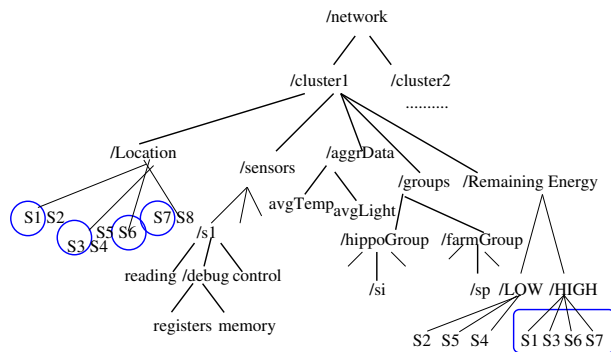 /network
/cluster1 /cluster2
..........
/Location /sensors /aggrData /groups /Remaining Energy
avgTemp avgLight
S1 S2 S7 S8
S5 S6
S3 S4
/s1 /hippoGroup /farmGroup
reading /debug control
/si /sp /LOW /HIGH
registers memory
S2 S5 S4 S1 S3 S6 S7